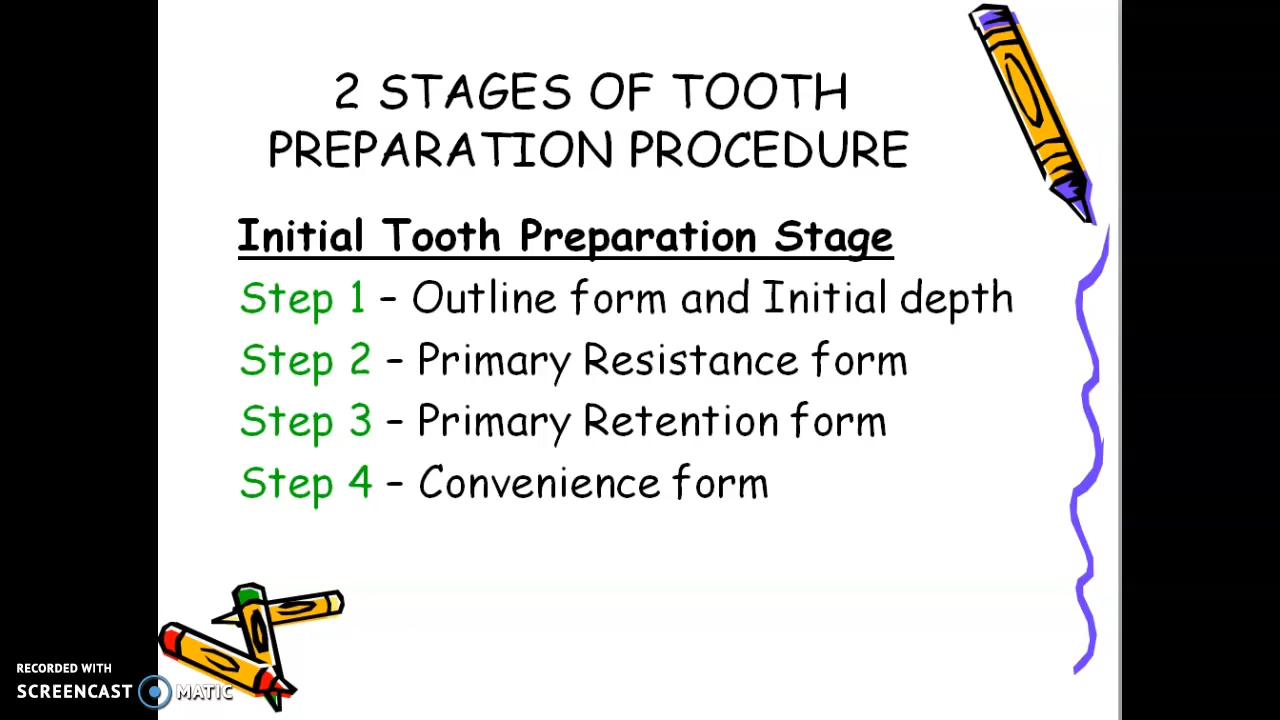 2 STAGES OF TOOTH
PREPARATION PROCEDURE
Initial Tooth Preparation Stage
Step 1 – Outline form and Initial depth
Step 2 – Primary Resistance form
Step 3 – Primary Retention form
Step 4 – Convenience form
RECORDED WITH
SCREENCAST MATIC